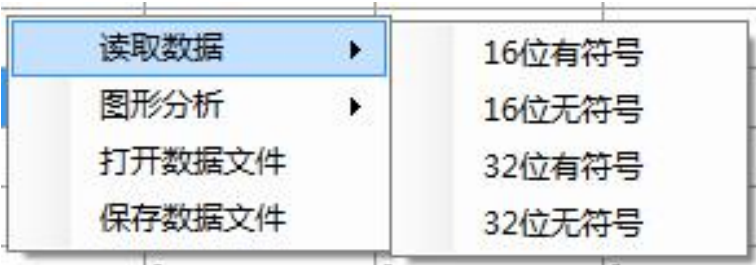 读取数据
图形分析
打开数据文件
保存数据文件
16位有符号
16位无符号
32位有符号
32位无符号